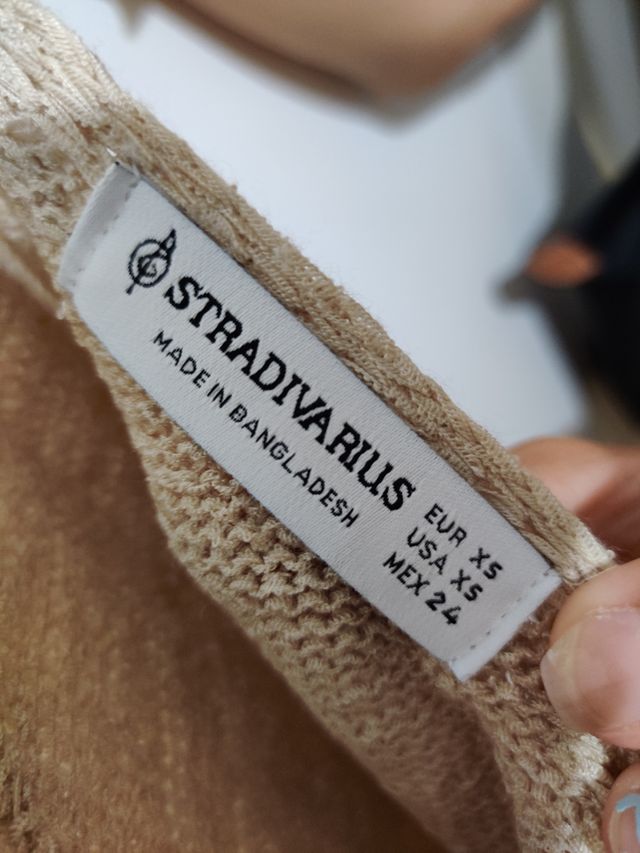 STRADIVARIUS
MADE IN BANGLADESH
EUR XS
USA XS
MEX 24